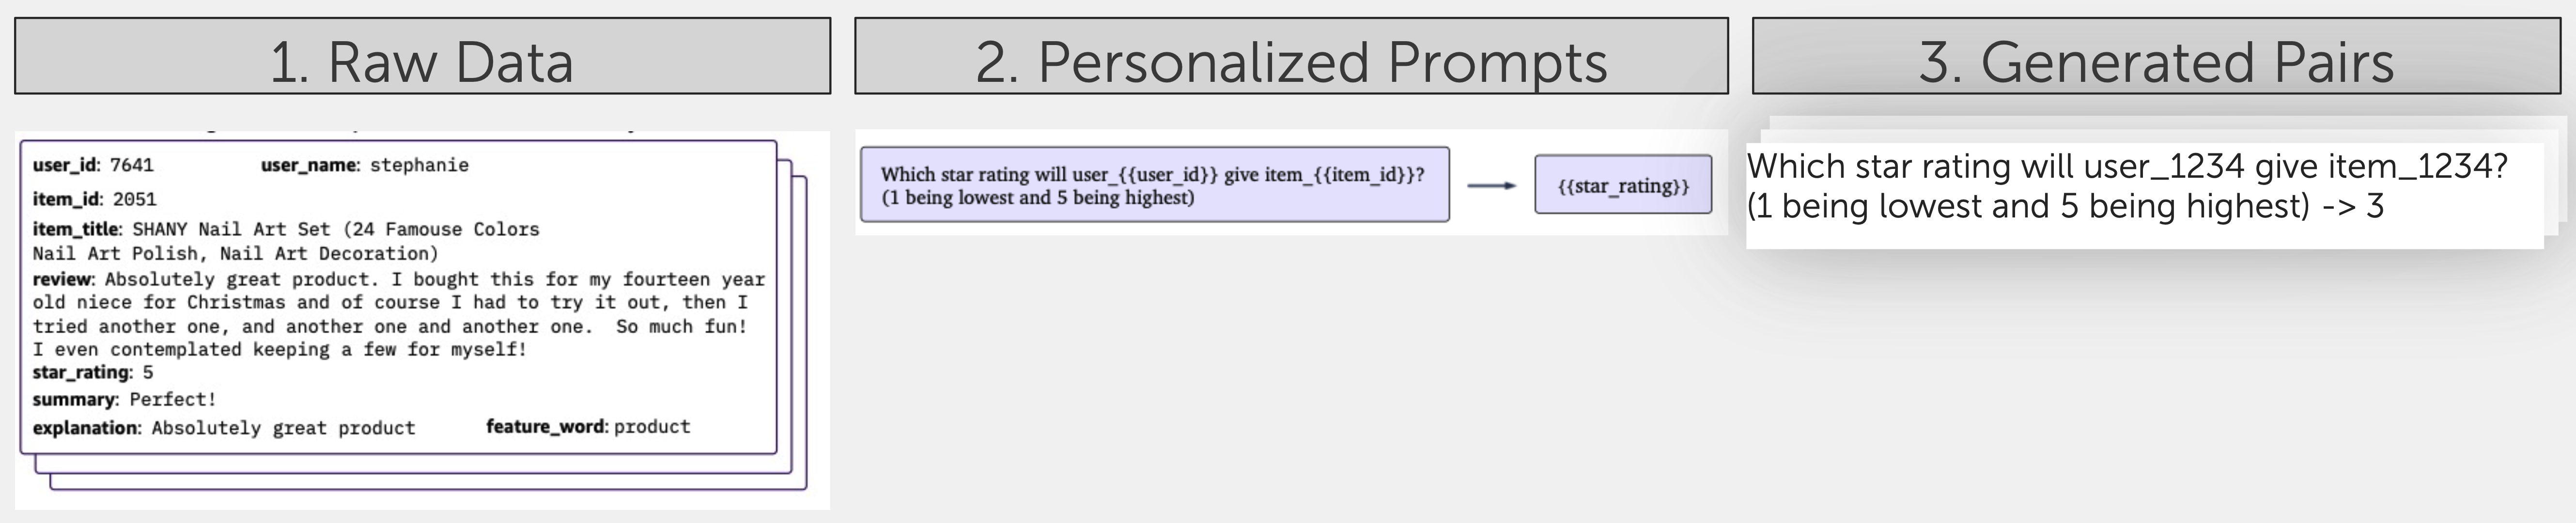 1. Raw Data
user_id: 7641 user_name: stephanie
item_id: 2051
item_title: SHANY Nail Art Set (24 Famouse Colors
Nail Art Polish, Nail Art Decoration)
review: Absolutely great product. I bought this for my fourteen year
old niece for Christmas and of course I had to try it out, then I
tried another one, and another one and another one. So much fun!
I even contemplated keeping a few for myself!
star_rating: 5
summary: Perfect!
explanation: Absolutely great product feature_word: product
2. Personalized Prompts
Which star rating will user_{{user_id}} give item_{{item_id}}?
(1 being lowest and 5 being highest)
{{star_rating}}
3. Generated Pairs
Which star rating will user_1234 give item_1234?
(1 being lowest and 5 being highest) -> 3